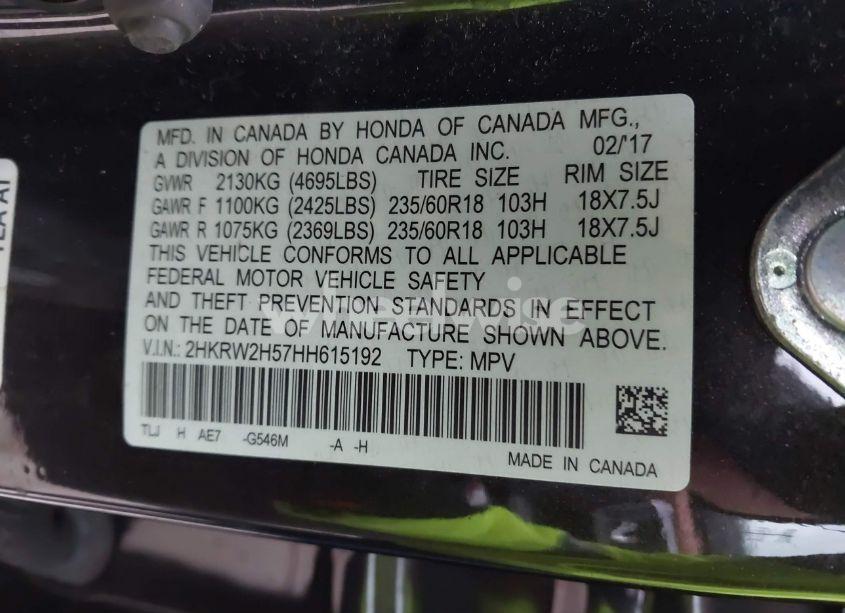 MFD. IN CANADA BY HONDA OF CANADA MFG.,
A DIVISION OF HONDA CANADA INC. 02/'17
GVWR 2130KG (4695LBS) TIRE SIZE RIM SIZE
GAWR F 1100KG (2425LBS) 235/60R18 103H 18X7.5J
GAWR R 1075KG (2369LBS) 235/60R18 103H 18X7.5J
THIS VEHICLE CONFORMS TO ALL APPLICABLE
FEDERAL MOTOR VEHICLE SAFETY
AND THEFT PREVENTION STANDARDS IN EFFECT
ON THE DATE OF MANUFACTURE SHOWN ABOVE.
V.I.N.: 2HKRW2H57HH615192 TYPE: MPV
TLJ H AE7 -G546M -A -H
MADE IN CANADA